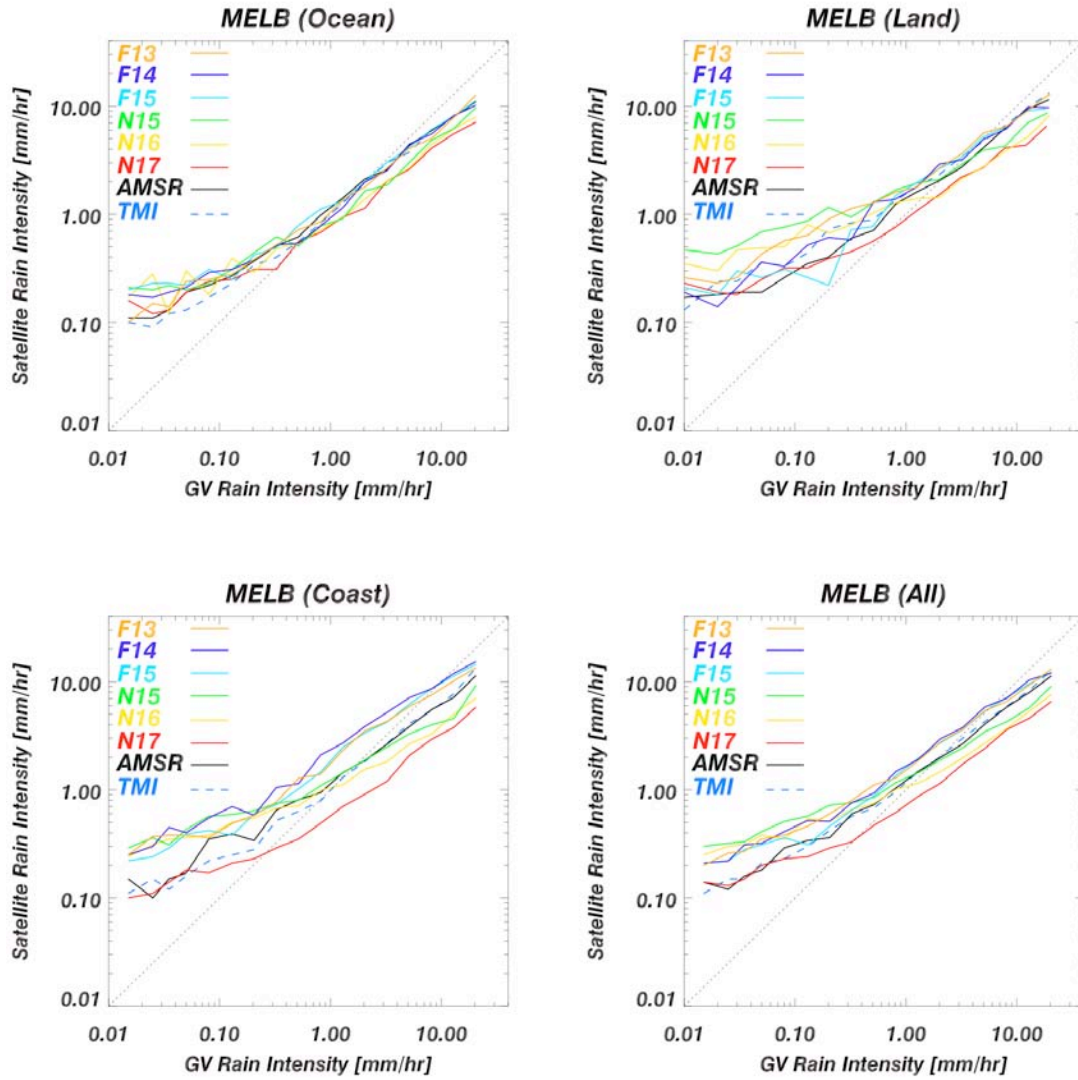 MELB (Ocean)
Satellite Rain Intensity [mm/hr]
10.00
1.00
0.10
0.01
F13
F14
F15
N15
N16
N17
AMSR
TMI
0.01 0.10 1.00 10.00
GV Rain Intensity [mm/hr]
MELB (Land)
Satellite Rain Intensity [mm/hr]
10.00
1.00
0.10
0.01
F13
F14
F15
N15
N16
N17
AMSR
TMI
0.01 0.10 1.00 10.00
GV Rain Intensity [mm/hr]
MELB (Coast)
Satellite Rain Intensity [mm/hr]
10.00
1.00
0.10
0.01
F13
F14
F15
N15
N16
N17
AMSR
TMI
0.01 0.10 1.00 10.00
GV Rain Intensity [mm/hr]
MELB (All)
Satellite Rain Intensity [mm/hr]
10.00
1.00
0.10
0.01
F13
F14
F15
N15
N16
N17
AMSR
TMI
0.01 0.10 1.00 10.00
GV Rain Intensity [mm/hr]